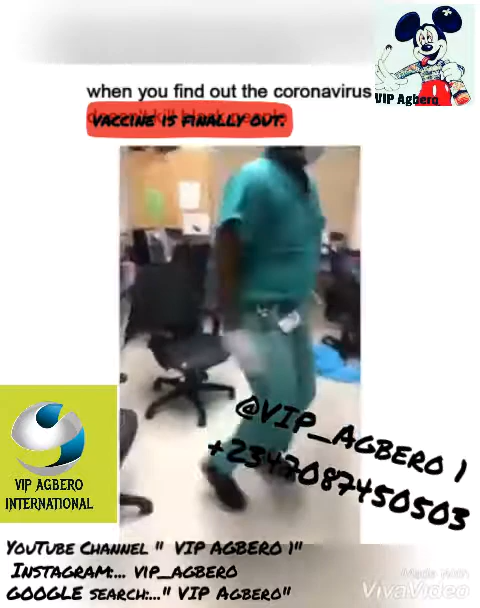 when you find out the coronavirus
VIP Agbero
VACCINE IS FINALLY OUT.
@VIP_AGBERO 1
+2347087450503
VIP AGBERO
INTERNATIONAL
YOUTUBE CHANNEL " VIP AGBERO 1"
INSTAGRAM:... VIP_AGBERO
GOOGLE SEARCH:..." VIP AGBERO"
Made With
VivaVideo